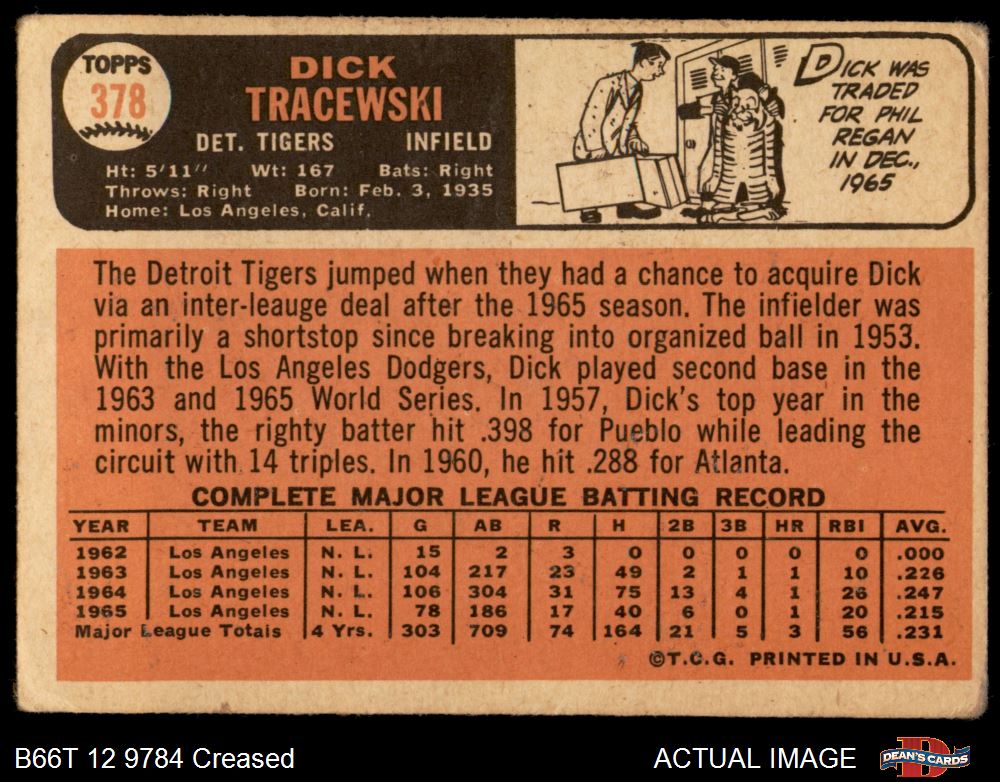 TOPPS
378
DICK
TRACEWSKI
DET. TIGERS INFIELD
Ht: 5'11" Wt: 167 Bats: Right
Throws: Right Born: Feb. 3, 1935
Home: Los Angeles, Calif.
DICK WAS
TRADED
FOR PHIL
REGAN
IN DEC.,
1965
The Detroit Tigers jumped when they had a chance to acquire Dick
via an inter-leauge deal after the 1965 season. The infielder was
primarily a shortstop since breaking into organized ball in 1953.
With the Los Angeles Dodgers, Dick played second base in the
1963 and 1965 World Series. In 1957, Dick's top year in the
minors, the righty batter hit .398 for Pueblo while leading the
circuit with 14 triples. In 1960, he hit .288 for Atlanta.
COMPLETE MAJOR LEAGUE BATTING RECORD
YEAR TEAM LEA. G AB R H 2B 3B HR RBI AVG.
1962 Los Angeles N. L. 15 2 3 0 0 0 0 0 .000
1963 Los Angeles N. L. 104 217 23 49 2 1 1 10 .226
1964 Los Angeles N. L. 106 304 31 75 13 4 1 26 .247
1965 Los Angeles N. L. 78 186 17 40 6 0 1 20 .215
Major League Totals 4 Yrs. 303 709 74 164 21 5 3 56 .231
©T.C.G. PRINTED IN U.S.A.
B66T 12 9784 Creased
ACTUAL IMAGE
DEAN'S CARDS